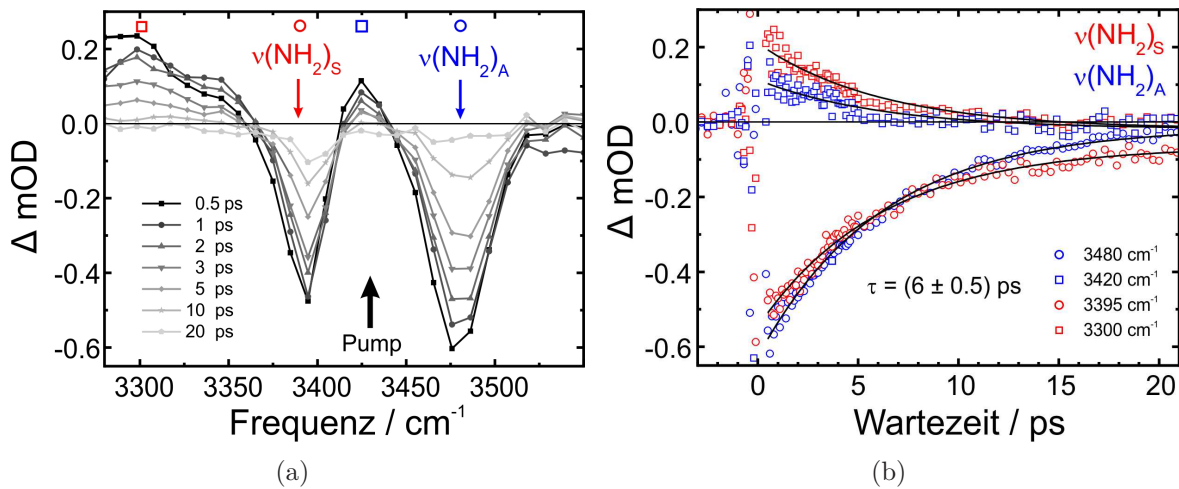 ν(NH₂)S
ν(NH₂)A
0.2
0.0
-0.2
-0.4
-0.6
Δ mOD
0.5 ps
1 ps
2 ps
3 ps
5 ps
10 ps
20 ps
Pump
3300
3350
3400
3450
3500
Frequenz / cm⁻¹
(a)
ν(NH₂)S
ν(NH₂)A
0.2
0.0
-0.2
-0.4
-0.6
Δ mOD
τ = (6 ± 0.5) ps
3480 cm⁻¹
3420 cm⁻¹
3395 cm⁻¹
3300 cm⁻¹
0
5
10
15
20
Wartezeit / ps
(b)